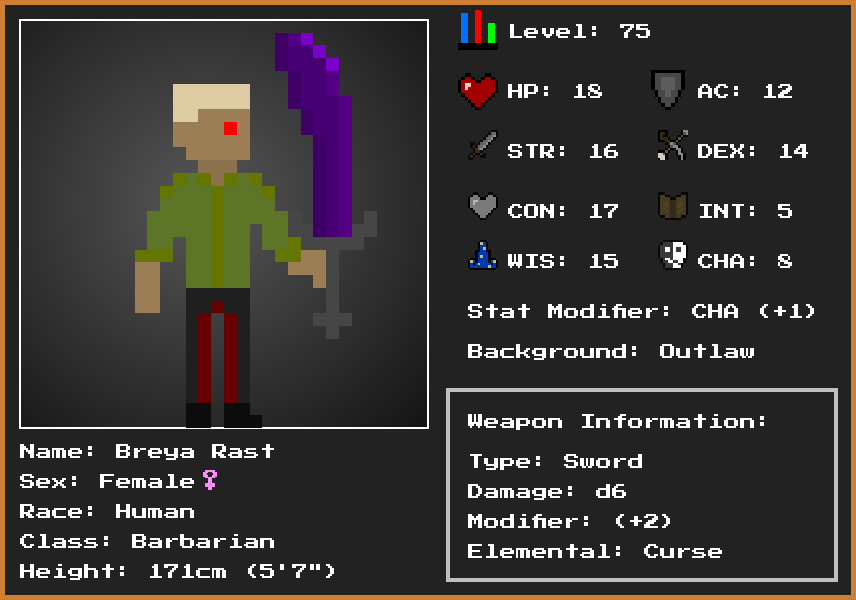 Level: 75
HP: 18
AC: 12
STR: 16
DEX: 14
CON: 17
INT: 5
WIS: 15
CHA: 8
Stat Modifier: CHA (+1)
Background: Outlaw
Weapon Information:
Type: Sword
Damage: d6
Modifier: (+2)
Elemental: Curse
Name: Breya Rast
Sex: Female♀
Race: Human
Class: Barbarian
Height: 171cm (5'7")